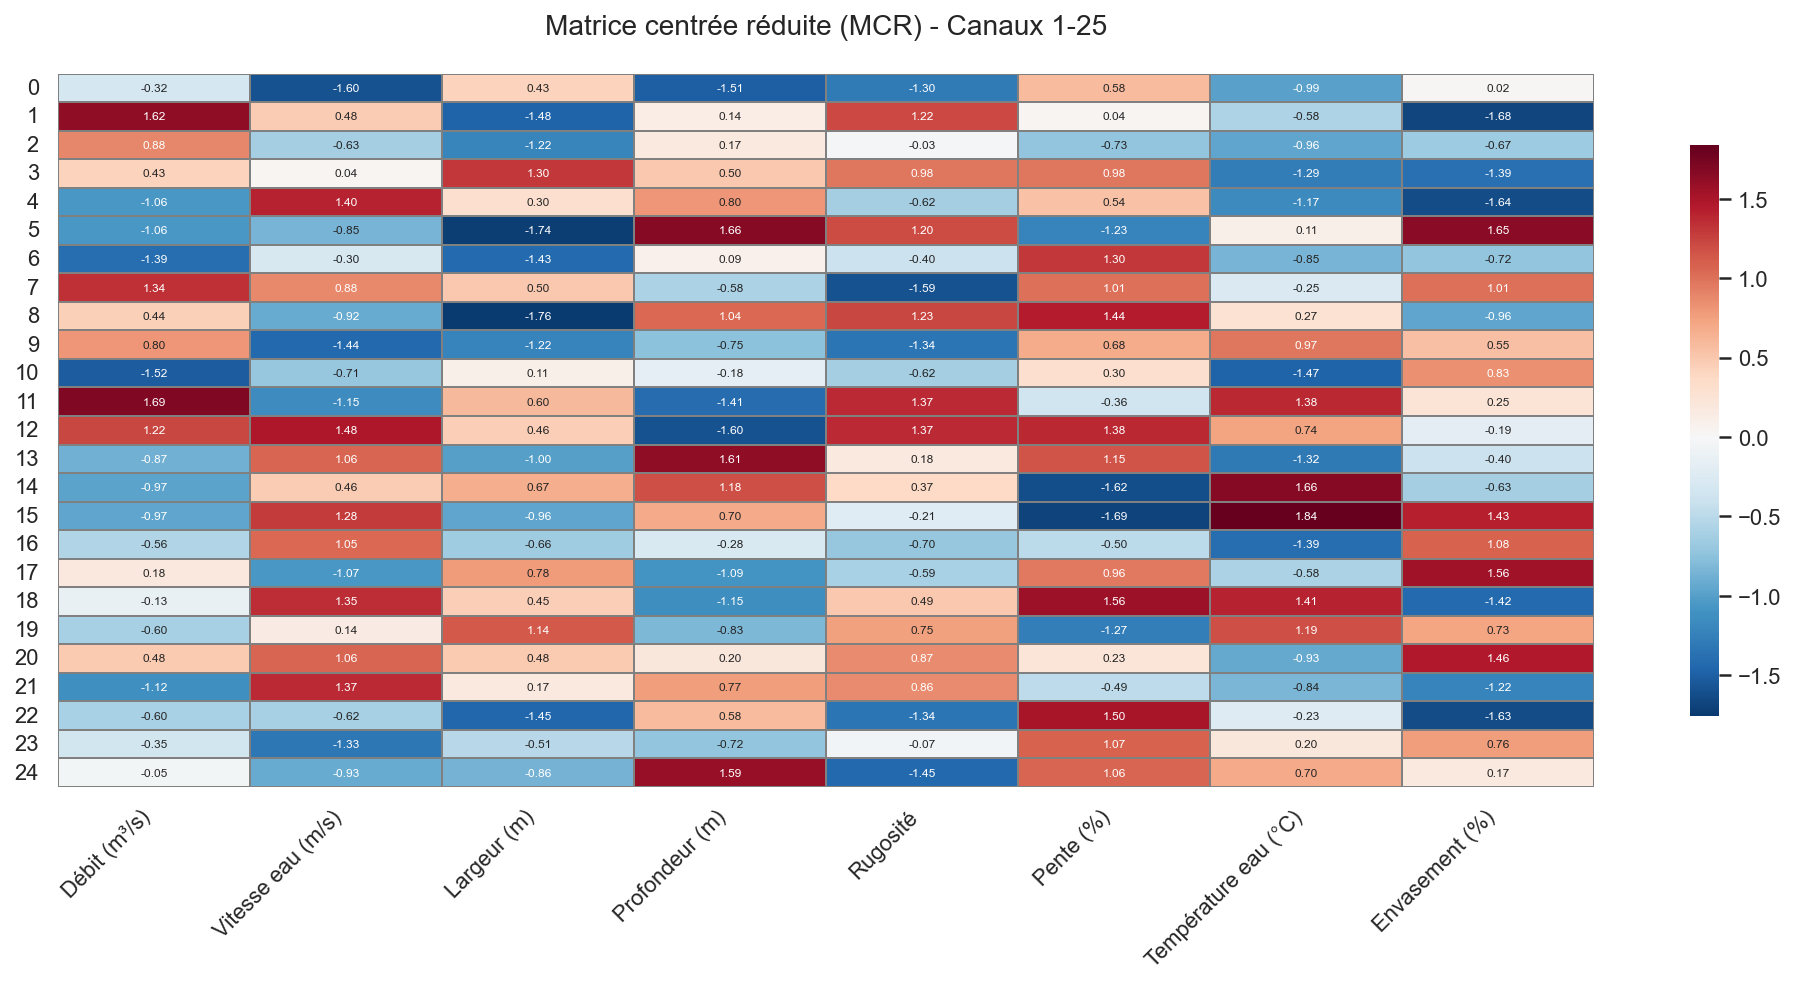 Matrice centrée réduite (MCR) - Canaux 1-25
0 -0.32 -1.60 0.43 -1.51 -1.30 0.58 -0.99 0.02
1 1.62 0.48 -1.48 0.14 1.22 0.04 -0.58 -1.68
2 0.88 -0.63 -1.22 0.17 -0.03 -0.73 -0.96 -0.67
3 0.43 0.04 1.30 0.50 0.98 0.98 -1.29 -1.39
4 -1.06 1.40 0.30 0.80 -0.62 0.54 -1.17 -1.64
5 -1.06 -0.85 -1.74 1.66 1.20 -1.23 0.11 1.65
6 -1.39 -0.30 -1.43 0.09 -0.40 1.30 -0.85 -0.72
7 1.34 0.88 0.50 -0.58 -1.59 1.01 -0.25 1.01
8 0.44 -0.92 -1.76 1.04 1.23 1.44 0.27 -0.96
9 0.80 -1.44 -1.22 -0.75 -1.34 0.68 0.97 0.55
10 -1.52 -0.71 0.11 -0.18 -0.62 0.30 -1.47 0.83
11 1.69 -1.15 0.60 -1.41 1.37 -0.36 1.38 0.25
12 1.22 1.48 0.46 -1.60 1.37 1.38 0.74 -0.19
13 -0.87 1.06 -1.00 1.61 0.18 1.15 -1.32 -0.40
14 -0.97 0.46 0.67 1.18 0.37 -1.62 1.66 -0.63
15 -0.97 1.28 -0.96 0.70 -0.21 -1.69 1.84 1.43
16 -0.56 1.05 -0.66 -0.28 -0.70 -0.50 -1.39 1.08
17 0.18 -1.07 0.78 -1.09 -0.59 0.96 -0.58 1.56
18 -0.13 1.35 0.45 -1.15 0.49 1.56 1.41 -1.42
19 -0.60 0.14 1.14 -0.83 0.75 -1.27 1.19 0.73
20 0.48 1.06 0.48 0.20 0.87 0.23 -0.93 1.46
21 -1.12 1.37 0.17 0.77 0.86 -0.49 -0.84 -1.22
22 -0.60 -0.62 -1.45 0.58 -1.34 1.50 -0.23 -1.63
23 -0.35 -1.33 -0.51 -0.72 -0.07 1.07 0.20 0.76
24 -0.05 -0.93 -0.86 1.59 -1.45 1.06 0.70 0.17
Débit (m³/s)
Vitesse eau (m/s)
Largeur (m)
Profondeur (m)
Rugosité
Pente (%)
Température eau (°C)
Envasement (%)
1.5
1.0
0.5
0.0
−0.5
−1.0
−1.5